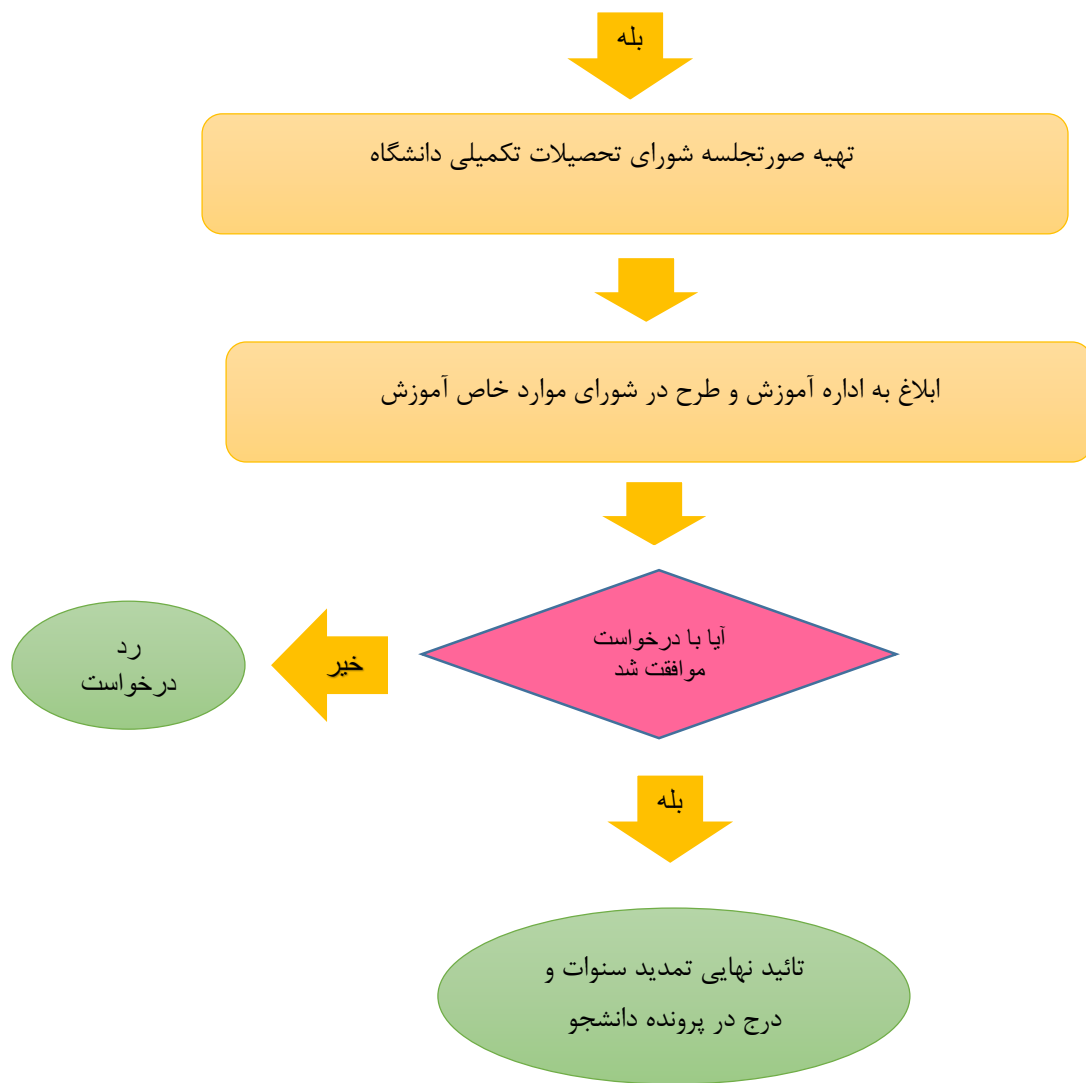 بله
تهیه صورتجلسه شورای تحصیلات تکمیلی دانشگاه
ابلاغ به اداره آموزش و طرح در شورای موارد خاص آموزش
آیا با درخواست
موافقت شد
خیر
رد
درخواست
بله
تائید نهایی تمدید سنوات و
درج در پرونده دانشجو